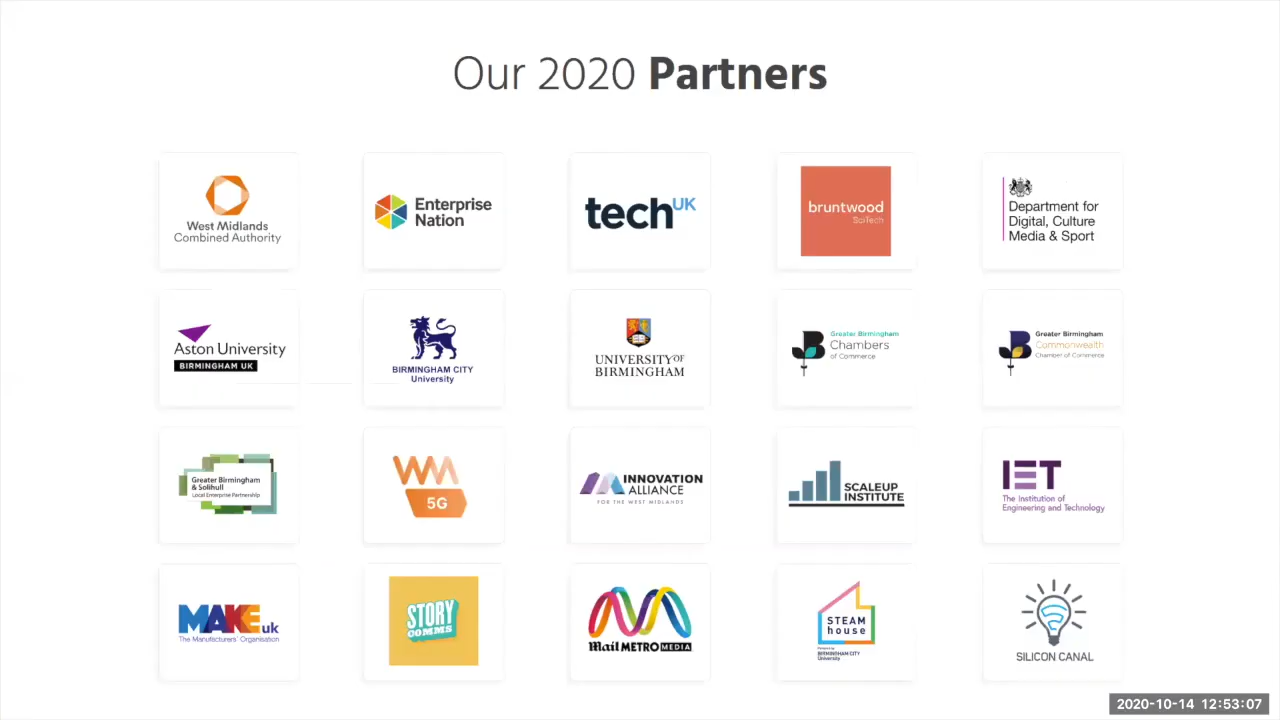 Our 2020 Partners
West Midlands
Combined Authority
Enterprise
Nation
techUK
bruntwood
SciTech
Department for
Digital, Culture
Media & Sport
Aston University
BIRMINGHAM UK
BIRMINGHAM CITY
University
UNIVERSITY OF
BIRMINGHAM
Greater Birmingham
Chambers
of Commerce
Greater Birmingham
Commonwealth
Chamber of Commerce
Greater Birmingham
& Solihull
Local Enterprise Partnership
WM
5G
INNOVATION
ALLIANCE
FOR THE WEST MIDLANDS
SCALEUP
INSTITUTE
IET
The Institution of
Engineering and Technology
MAKE uk
The Manufacturers' Organisation
STORY
COMMS
Mail METRO MEDIA
STEAM
house
BIRMINGHAM CITY
University
SILICON CANAL
2020-10-14 12:53:07